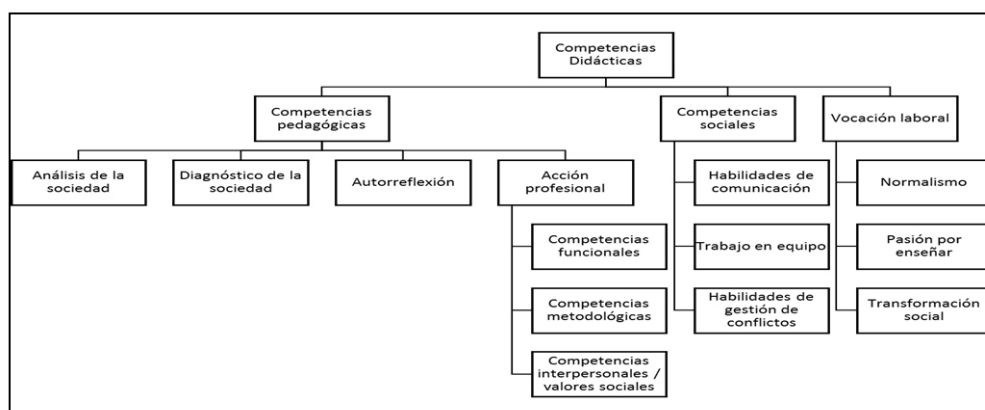 Competencias
Didácticas
Competencias
pedagógicas
Competencias
sociales
Vocación laboral
Análisis de la
sociedad
Diagnóstico de la
sociedad
Autorreflexión
Acción
profesional
Habilidades de
comunicación
Normalismo
Competencias
funcionales
Trabajo en equipo
Pasión por
enseñar
Competencias
metodológicas
Habilidades de
gestión de
conflictos
Transformación
social
Competencias
interpersonales /
valores sociales